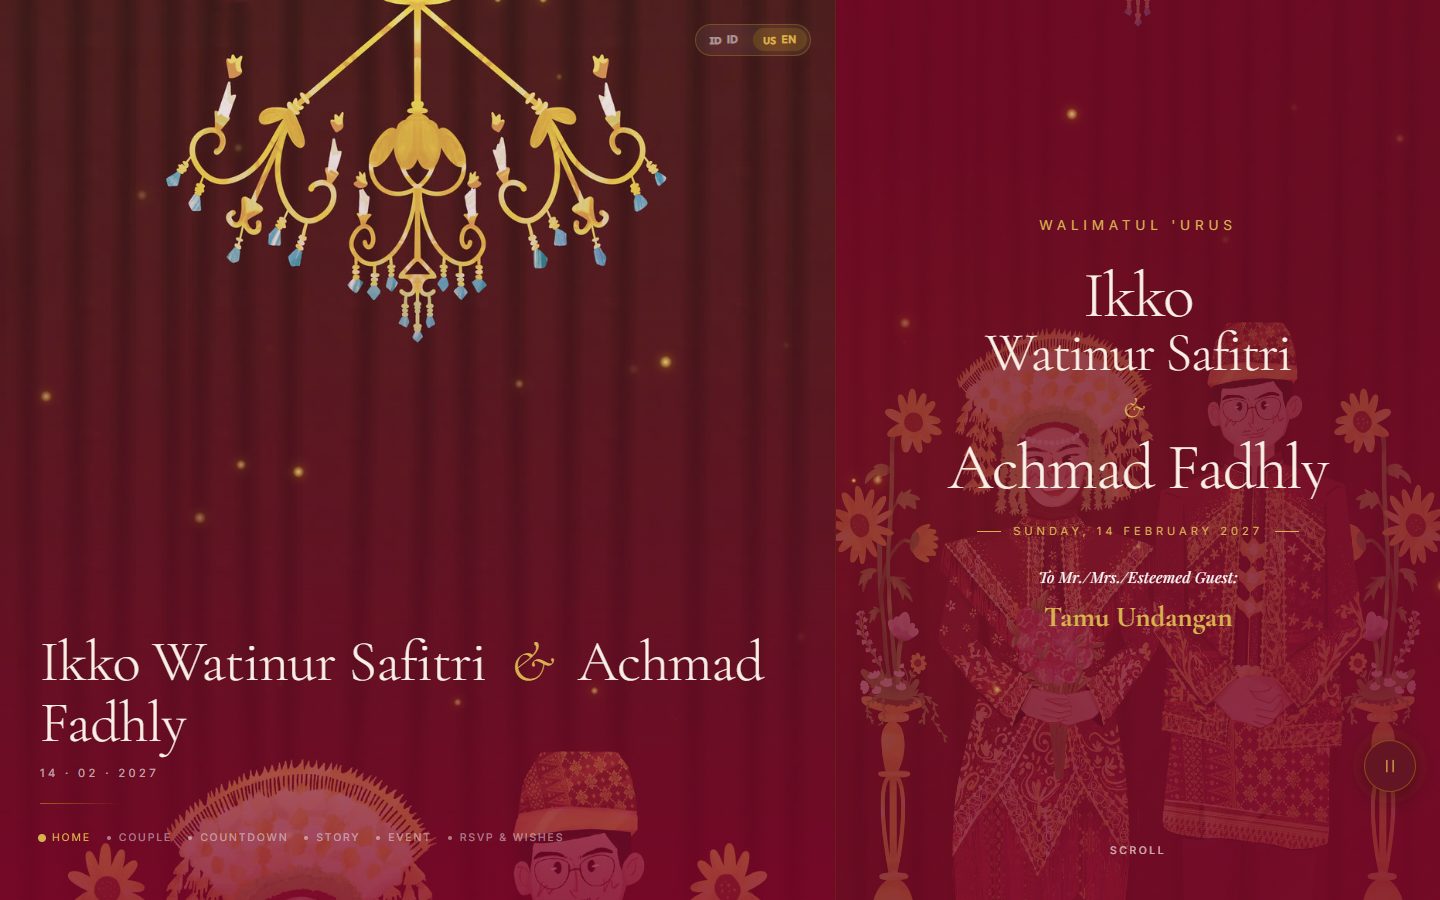 ID ID US EN
Ikko Watinur Safitri & Achmad
Fadhly
14 · 02 · 2027
HOME COUPLE COUNTDOWN STORY EVENT RSVP & WISHES
WALIMATUL 'URUS
Ikko
Watinur Safitri
&
Achmad Fadhly
SUNDAY, 14 FEBRUARY 2027
To Mr./Mrs./Esteemed Guest:
Tamu Undangan
SCROLL